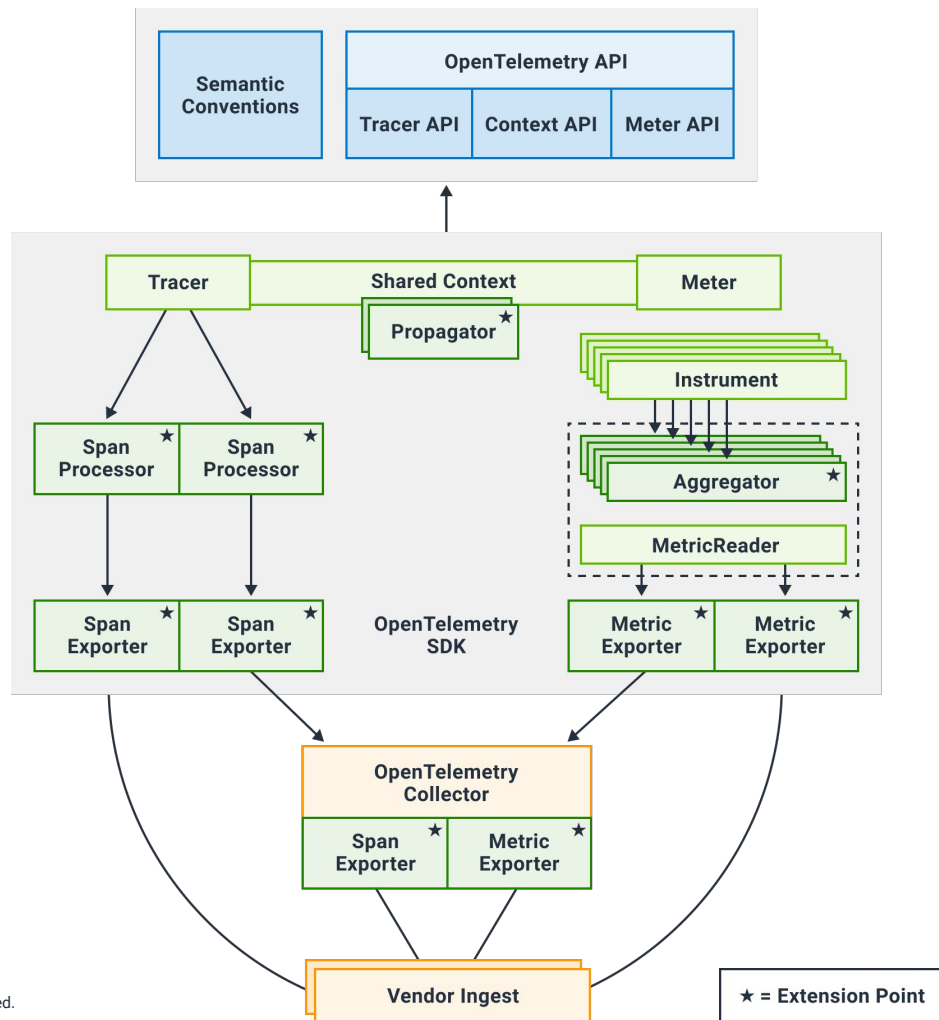 Semantic
Conventions
OpenTelemetry API
Tracer API
Context API
Meter API
Tracer
Shared Context
Meter
Propagator ★
Instrument
Span
Processor ★
Span
Processor ★
Aggregator ★
MetricReader
Span
Exporter ★
Span
Exporter ★
OpenTelemetry
SDK
Metric
Exporter ★
Metric
Exporter ★
OpenTelemetry
Collector
Span
Exporter ★
Metric
Exporter ★
Vendor Ingest
ed.
★ = Extension Point